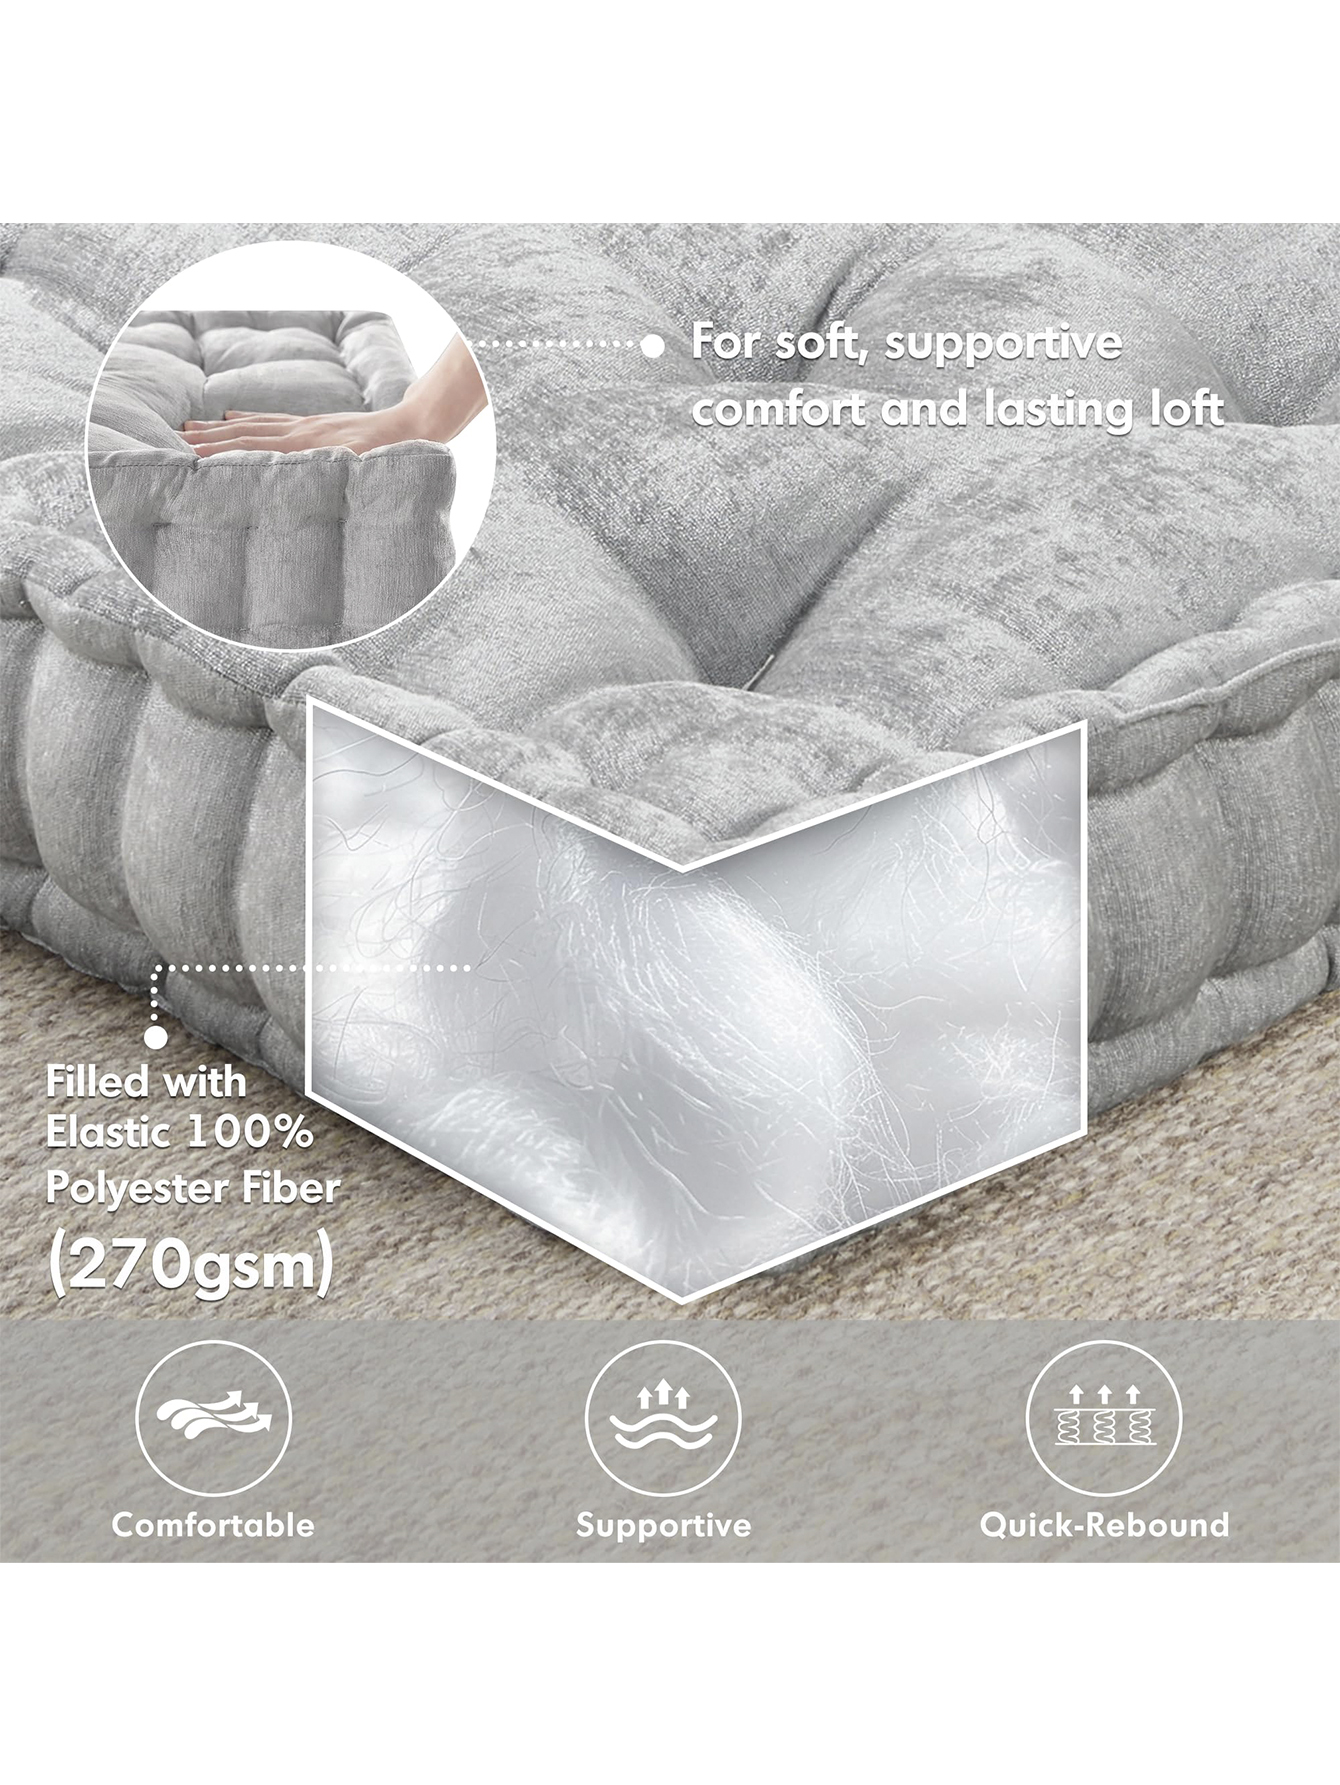 For soft, supportive
comfort and lasting loft
Filled with
Elastic 100%
Polyester Fiber
(270gsm)
Comfortable
Supportive
Quick-Rebound